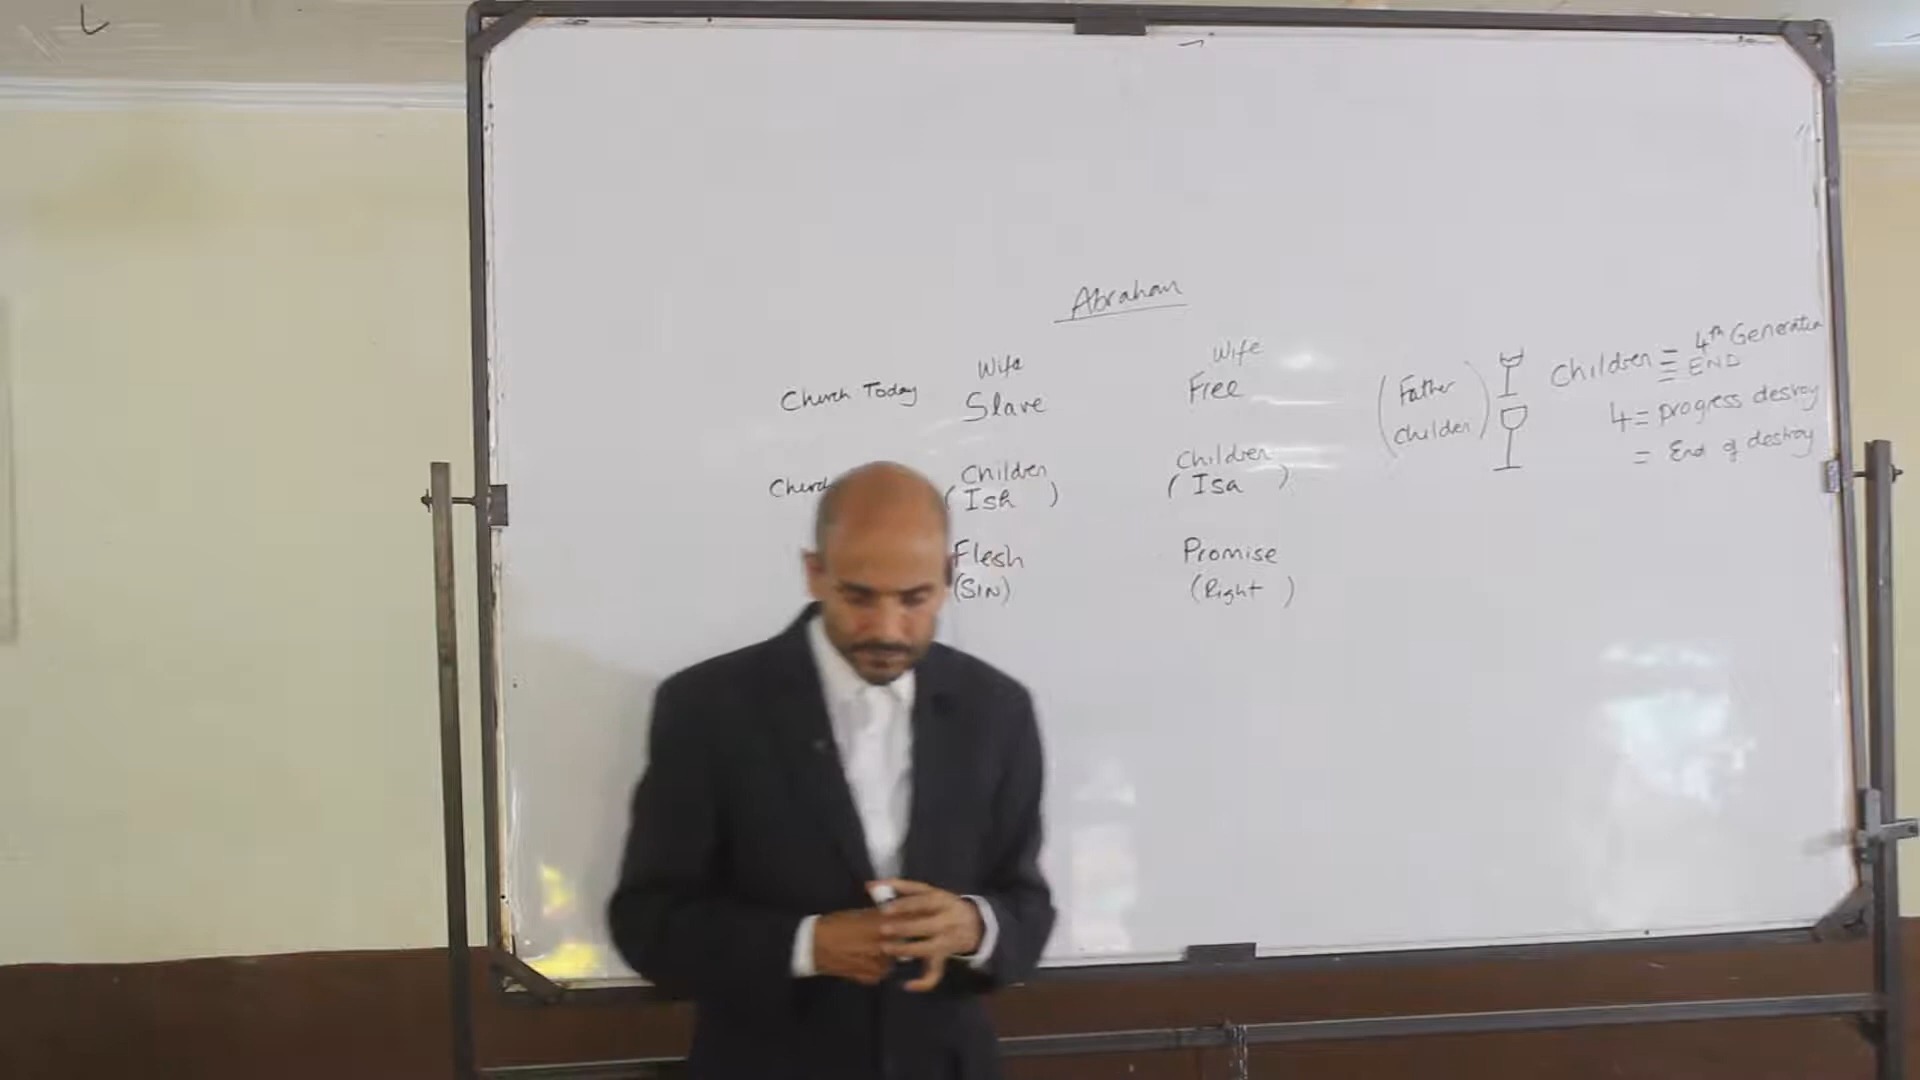 Abraham
Wife
Wife
Church Today
Slave
Free
Children
Children
(Ish )
(Isa )
Flesh
Promise
(SIN)
(Right )
(Father
Children)
Children = 4th Generation
= END
4 = progress destroy
= End of destroy